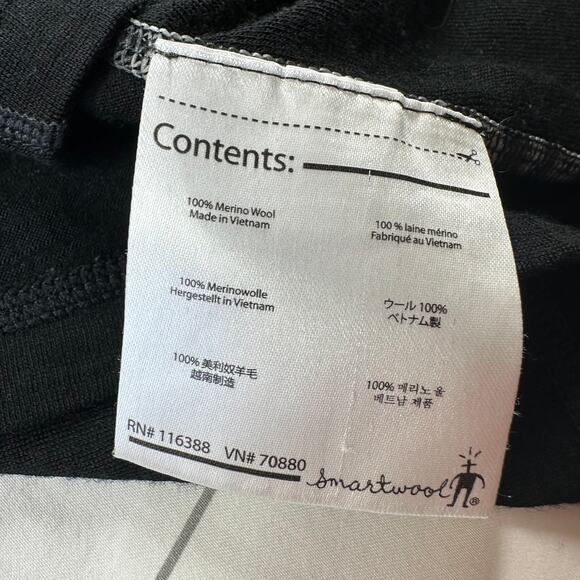 Contents:
100% Merino Wool
Made in Vietnam
100 % laine mérino
Fabriqué au Vietnam
100% Merinowolle
Hergestellt in Vietnam
ウール 100%
ベトナム製
100% 美利奴羊毛
越南制造
100% 메리노 울
베트남 제품
RN# 116388 VN# 70880
smartwool®